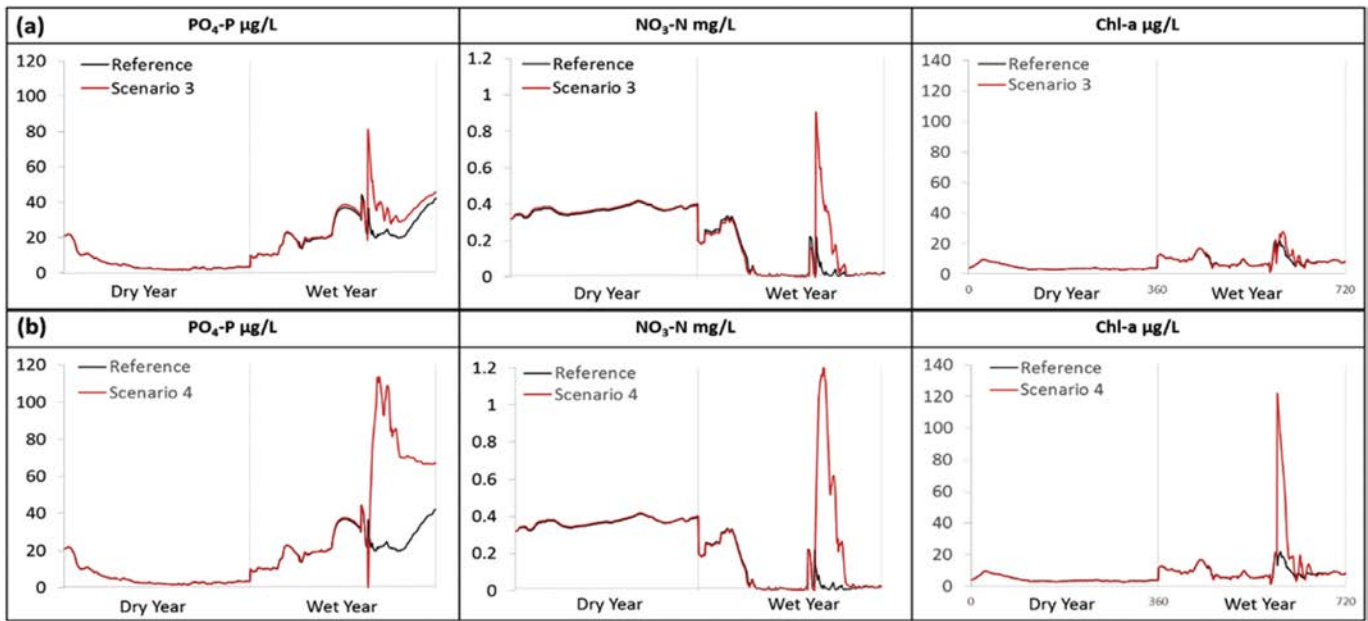 (a) PO₄-P µg/L NO₃-N mg/L Chl-a µg/L
120
100
80
60
40
20
0
Reference
Scenario 3
Dry Year Wet Year
1.2
1
0.8
0.6
0.4
0.2
0
Reference
Scenario 3
Dry Year Wet Year
140
120
100
80
60
40
20
0
Reference
Scenario 3
0 Dry Year 360 Wet Year 720
(b) PO₄-P µg/L NO₃-N mg/L Chl-a µg/L
120
100
80
60
40
20
0
Reference
Scenario 4
Dry Year Wet Year
1.2
1
0.8
0.6
0.4
0.2
0
Reference
Scenario 4
Dry Year Wet Year
140
120
100
80
60
40
20
0
Reference
Scenario 4
0 Dry Year 360 Wet Year 720